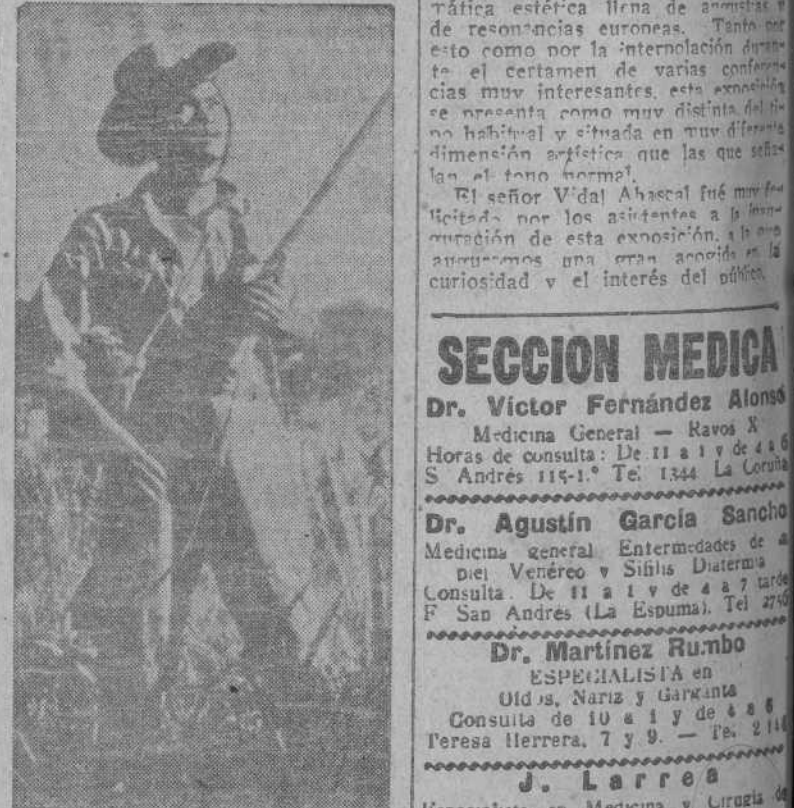 estética llena de angustias y
de resonancias europeas. Tanto por
esto como por la interpolación duran-
te el certamen de varias conferen-
cias muy interesantes, esta exposición
se presenta como muy distinta del ti-
po habitual y situada en muy diferente
dimensión artística que las que seña-
lan el tono normal.
El señor Vidal Abascal fué muy fe-
licitado por los asistentes a la inau-
guración de esta exposición, a la que
auguramos una gran acogida en la
curiosidad y el interés del público.
SECCION MEDICA
Dr. Víctor Fernández Alonso
Medicina General — Rayos X
Horas de consulta: De 11 a 1 y de 4 a 6
S Andrés 115-1.º Tel 1344 La Coruña
Dr. Agustín García Sancho
Medicina general Enfermedades de la
piel Venéreo y Sífilis Diatermia
Consulta. De 11 a 1 y de 4 a 7 tarde
F San Andrés (La Espuma). Tel
Dr. Martínez Rumbo
ESPECIALISTA en
Oídos, Nariz y Garganta
Consulta de 10 a 1 y de 4 a 6
Teresa Herrera, 7 y 9. — Te.
J. Larrea
en Medicina y Cirugía de